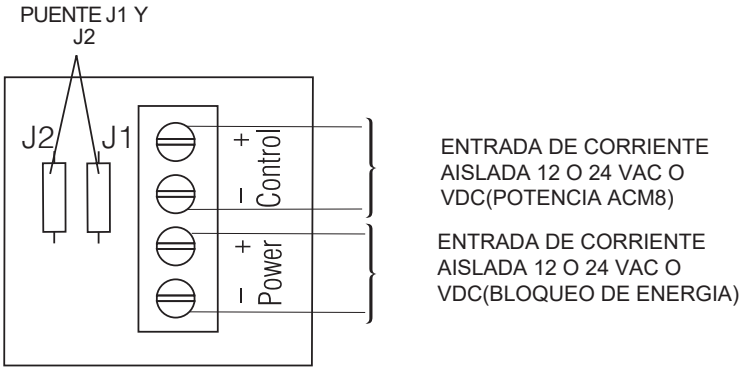 PUENTE J1 Y
J2
J2
J1
+
- Control
+
- Power
ENTRADA DE CORRIENTE
AISLADA 12 O 24 VAC O
VDC(POTENCIA ACM8)
ENTRADA DE CORRIENTE
AISLADA 12 O 24 VAC O
VDC(BLOQUEO DE ENERGIA)